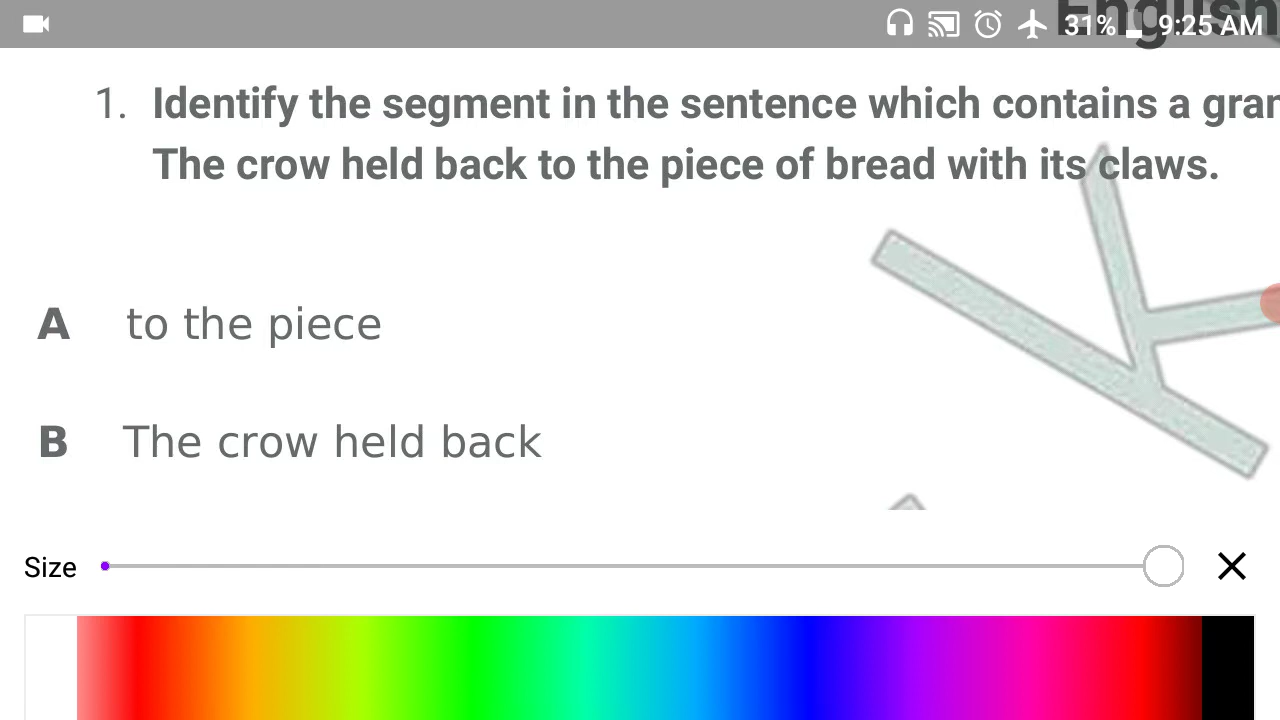 31% 9:25 AM
English
1. Identify the segment in the sentence which contains a
The crow held back to the piece of bread with its claws.
A to the piece
B The crow held back
Size